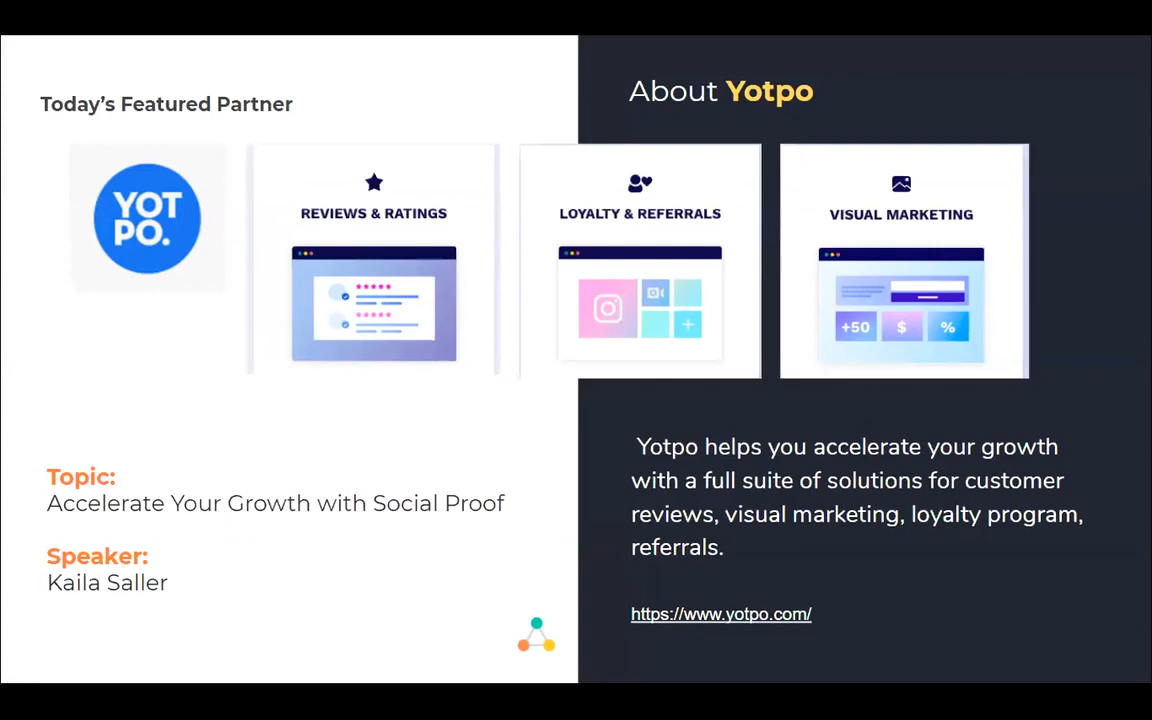 Today's Featured Partner
YOT
PO.
REVIEWS & RATINGS
Topic:
Accelerate Your Growth with Social Proof
Speaker:
Kaila Saller
About Yotpo
LOYALTY & REFERRALS
VISUAL MARKETING
+50
$
%
Yotpo helps you accelerate your growth
with a full suite of solutions for customer
reviews, visual marketing, loyalty program,
referrals.
https://www.yotpo.com/